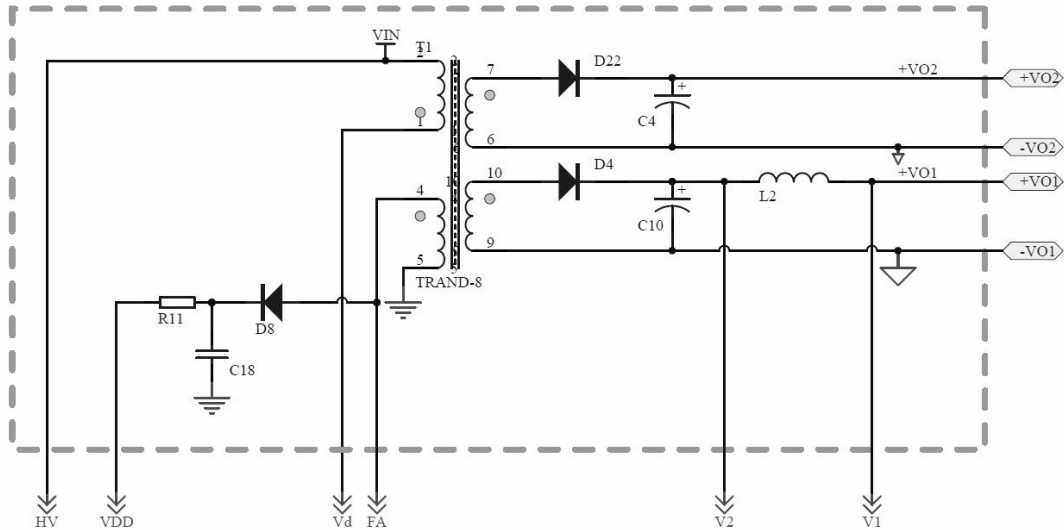 VIN
T1
2
1
7
D22
+VO2
+VO2
C4
6
-VO2
D4
+VO1
+VO1
10
L2
4
C10
9
-VO1
5
TRAND-8
R11
D8
C18
HV
VDD
Vd
FA
V2
V1